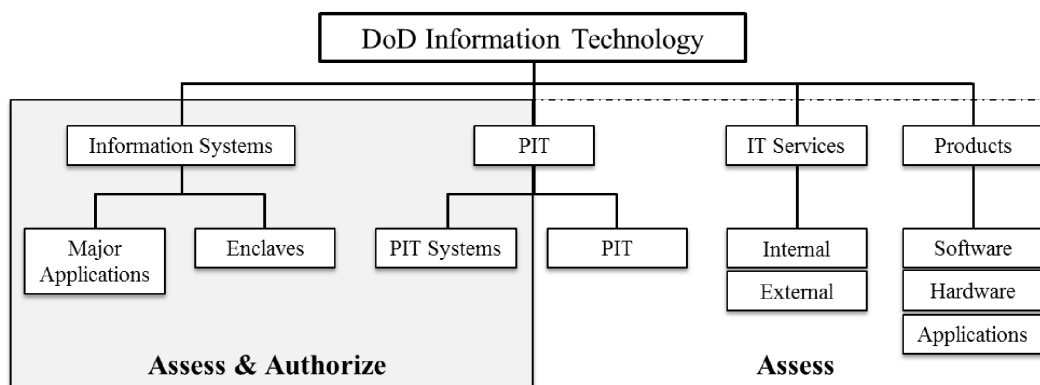 DoD Information Technology
Information Systems
PIT
IT Services
Products
Major
Applications
Enclaves
PIT Systems
PIT
Internal
External
Software
Hardware
Applications
Assess & Authorize
Assess